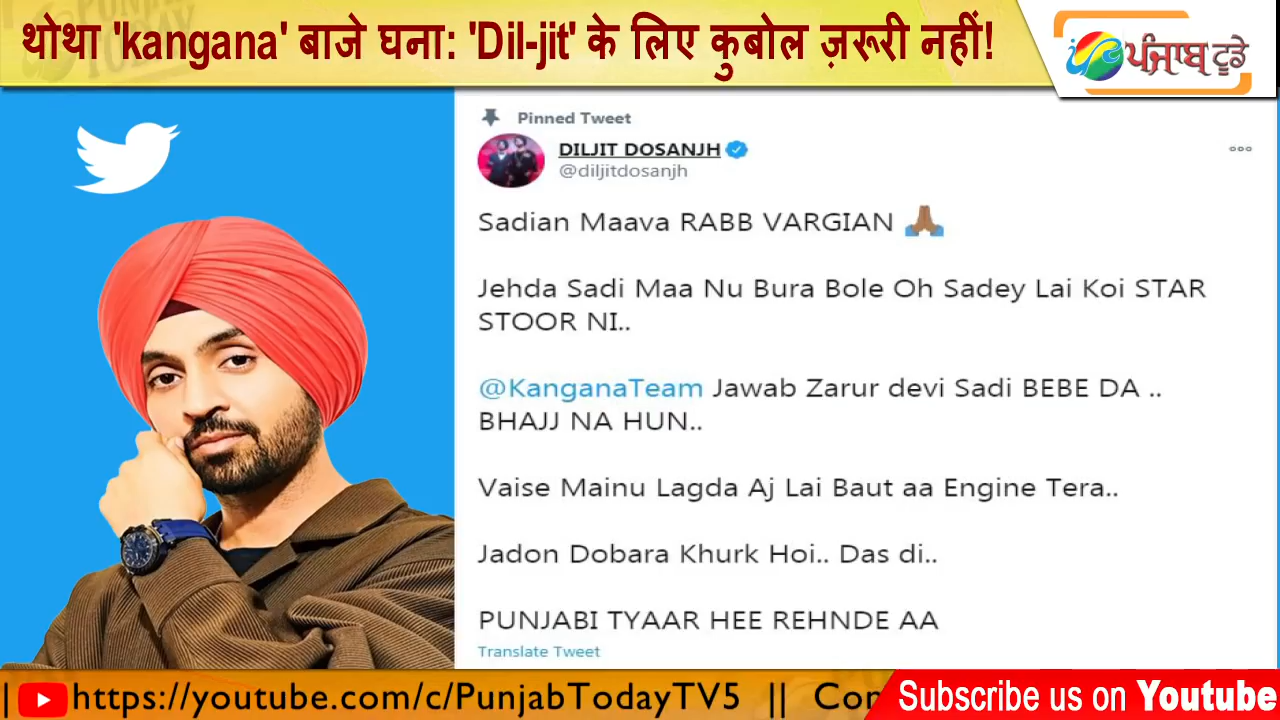 थोथा 'kangana' बाजे घना: 'Dil-jit' के लिए कुबोल ज़रूरी नहीं!
ਪੰਜਾਬ ਟੂਡੇ
Pinned Tweet
DILJIT DOSANJH
@diljitdosanjh
Sadian Maava RABB VARGIAN 🙏🏾
Jehda Sadi Maa Nu Bura Bole Oh Sadey Lai Koi STAR
STOOR NI..
@KanganaTeam Jawab Zarur devi Sadi BEBE DA ..
BHAJJ NA HUN..
Vaise Mainu Lagda Aj Lai Baut aa Engine Tera..
Jadon Dobara Khurk Hoi.. Das di..
PUNJABI TYAAR HEE REHNDE AA
Translate Tweet
| https://youtube.com/c/PunjabTodayTV5 || Con
Subscribe us on Youtube